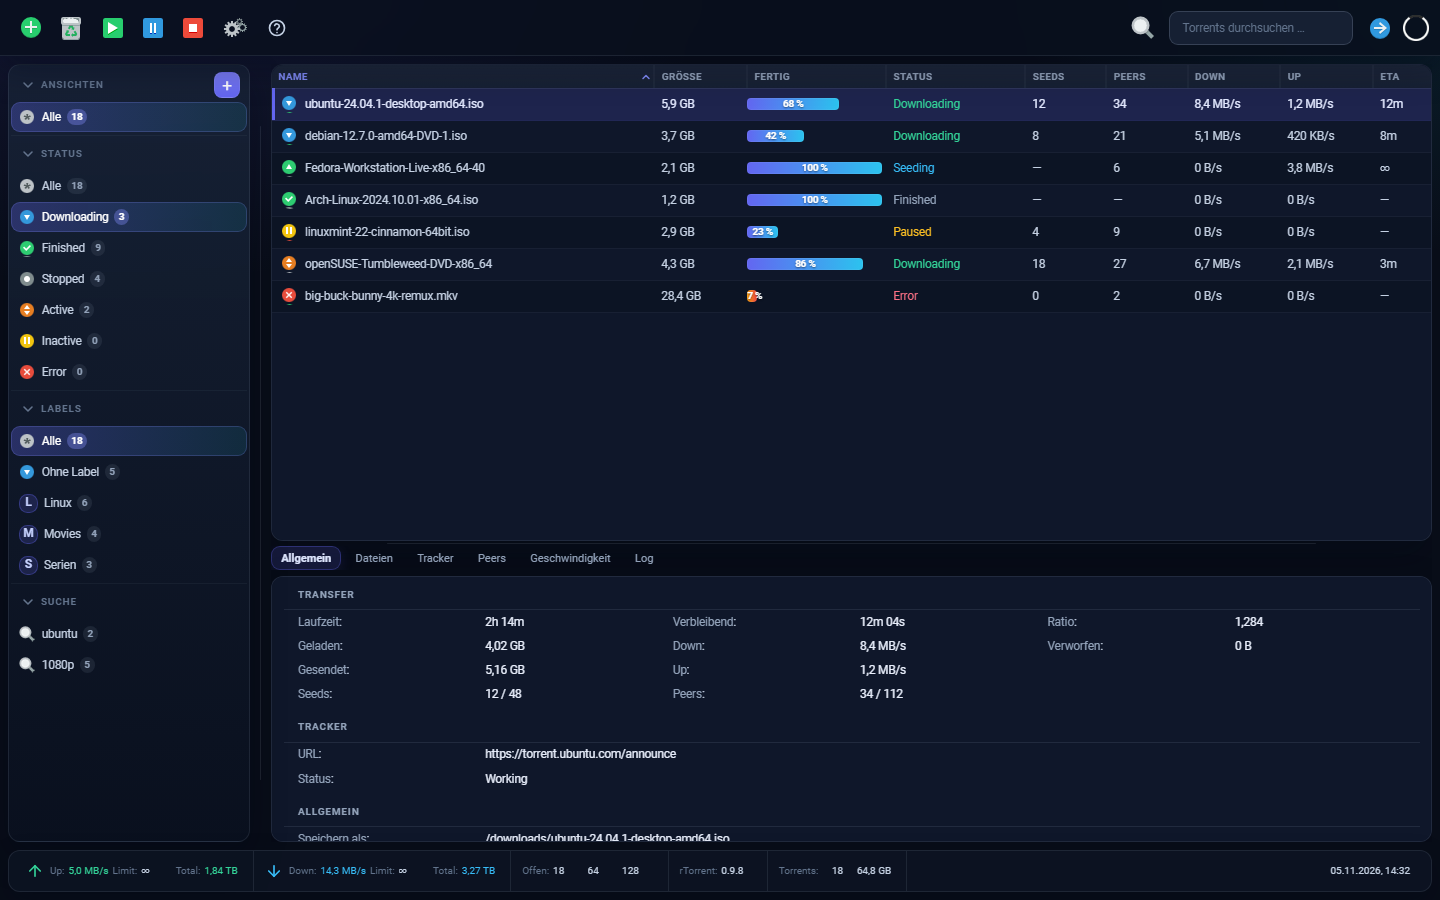 Torrents durchsuchen ...
ANSICHTEN
+
Alle 18
STATUS
Alle 18
Downloading 3
Finished 9
Stopped 4
Active 2
Inactive 0
Error 0
LABELS
Alle 18
Ohne Label 5
L Linux 6
M Movies 4
S Serien 3
SUCHE
ubuntu 2
1080p 5
NAME GRÖSSE FERTIG STATUS SEEDS PEERS DOWN UP ETA
ubuntu-24.04.1-desktop-amd64.iso 5,9 GB 68 % Downloading 12 34 8,4 MB/s 1,2 MB/s 12m
debian-12.7.0-amd64-DVD-1.iso 3,7 GB 42 % Downloading 8 21 5,1 MB/s 420 KB/s 8m
Fedora-Workstation-Live-x86_64-40 2,1 GB 100 % Seeding — 6 0 B/s 3,8 MB/s ∞
Arch-Linux-2024.10.01-x86_64.iso 1,2 GB 100 % Finished — — 0 B/s 0 B/s —
linuxmint-22-cinnamon-64bit.iso 2,9 GB 23 % Paused 4 9 0 B/s 0 B/s —
openSUSE-Tumbleweed-DVD-x86_64 4,3 GB 86 % Downloading 18 27 6,7 MB/s 2,1 MB/s 3m
big-buck-bunny-4k-remux.mkv 28,4 GB 7 % Error 0 2 0 B/s 0 B/s —
Allgemein Dateien Tracker Peers Geschwindigkeit Log
TRANSFER
Laufzeit: 2h 14m Verbleibend: 12m 04s Ratio: 1,284
Geladen: 4,02 GB Down: 8,4 MB/s Verworfen: 0 B
Gesendet: 5,16 GB Up: 1,2 MB/s
Seeds: 12 / 48 Peers: 34 / 112
TRACKER
URL: https://torrent.ubuntu.com/announce
Status: Working
ALLGEMEIN
Speichern als: /downloads/ubuntu-24.04.1-desktop-amd64.iso
Up: 5,0 MB/s Limit: ∞ Total: 1,84 TB Down: 14,3 MB/s Limit: ∞ Total: 3,27 TB Offen: 18 64 128 rTorrent: 0.9.8 Torrents: 18 64,8 GB 05.11.2026, 14:32